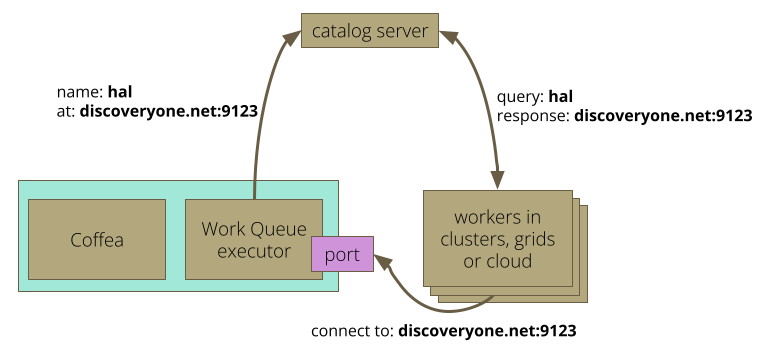 catalog server
name: hal
at: discoveryone.net:9123
query: hal
response: discoveryone.net:9123
Coffea
Work Queue
executor
port
workers in
clusters, grids
or cloud
connect to: discoveryone.net:9123